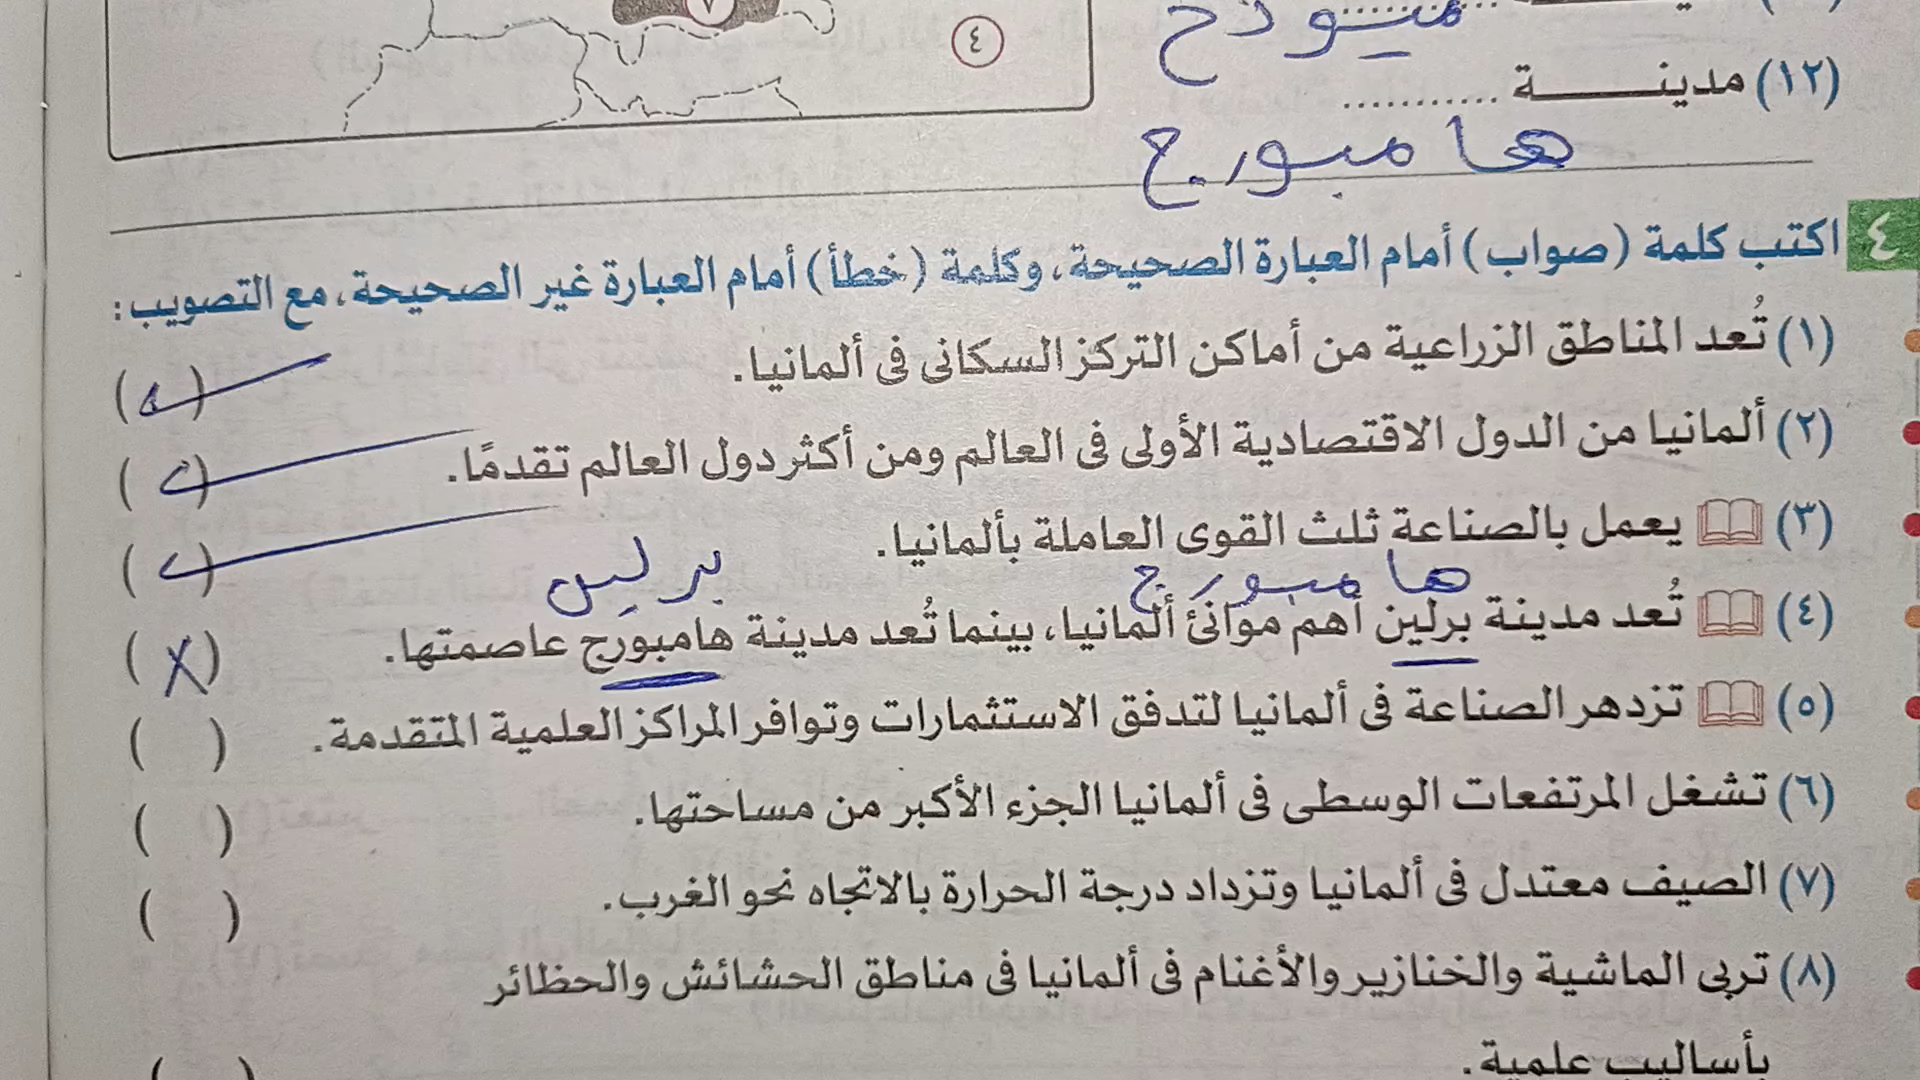 ميونخ
٧
٤
(١٢) مدينـــــة ...........
هامبورج
٤ اكتب كلمة (صواب) أمام العبارة الصحيحة، وكلمة (خطأ) أمام العبارة غير الصحيحة، مع التصويب:
(١) تُعد المناطق الزراعية من أماكن التركز السكانى فى ألمانيا. ( )
(٢) ألمانيا من الدول الاقتصادية الأولى فى العالم ومن أكثر دول العالم تقدمًا. ( )
(٣) يعمل بالصناعة ثلث القوى العاملة بألمانيا. ( )
هامبورج برلين
(٤) تُعد مدينة برلين أهم موانئ ألمانيا، بينما تُعد مدينة هامبورج عاصمتها. (X)
(٥) تزدهر الصناعة فى ألمانيا لتدفق الاستثمارات وتوافر المراكز العلمية المتقدمة. ( )
(٦) تشغل المرتفعات الوسطى فى ألمانيا الجزء الأكبر من مساحتها. ( )
(٧) الصيف معتدل فى ألمانيا وتزداد درجة الحرارة بالاتجاه نحو الغرب. ( )
(٨) تربى الماشية والخنازير والأغنام فى ألمانيا فى مناطق الحشائش والحظائر
بأساليب علمية. ( )